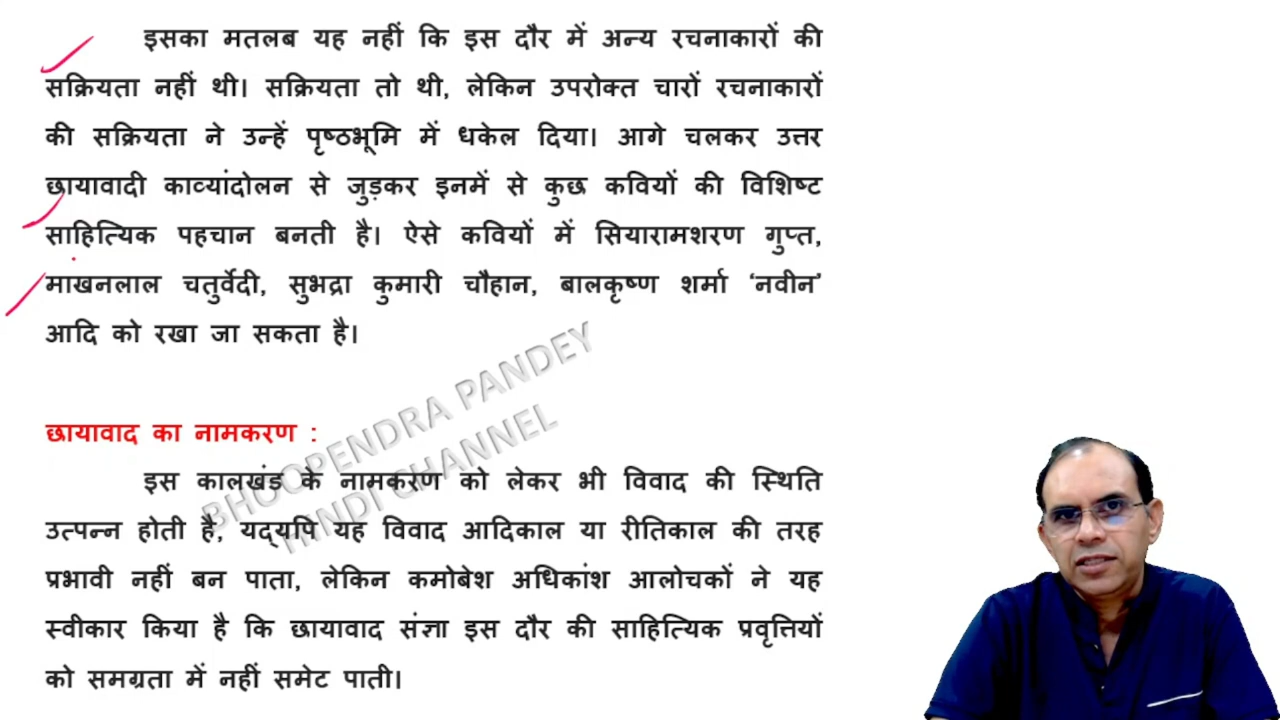 इसका मतलब यह नहीं कि इस दौर में अन्य रचनाकारों की
सक्रियता नहीं थी। सक्रियता तो थी, लेकिन उपरोक्त चारों रचनाकारों
की सक्रियता ने उन्हें पृष्ठभूमि में धकेल दिया। आगे चलकर उत्तर
छायावादी काव्यांदोलन से जुड़कर इनमें से कुछ कवियों की विशिष्ट
साहित्यिक पहचान बनती है। ऐसे कवियों में सियारामशरण गुप्त,
माखनलाल चतुर्वेदी, सुभद्रा कुमारी चौहान, बालकृष्ण शर्मा ‘नवीन’
आदि को रखा जा सकता है।
छायावाद का नामकरण :
इस कालखंड के नामकरण को लेकर भी विवाद की स्थिति
उत्पन्न होती है, यद्यपि यह विवाद आदिकाल या रीतिकाल की तरह
प्रभावी नहीं बन पाता, लेकिन कमोबेश अधिकांश आलोचकों ने यह
स्वीकार किया है कि छायावाद संज्ञा इस दौर की साहित्यिक प्रवृत्तियों
को समग्रता में नहीं समेट पाती।
BHOOPENDRA PANDEY
HINDI CHANNEL